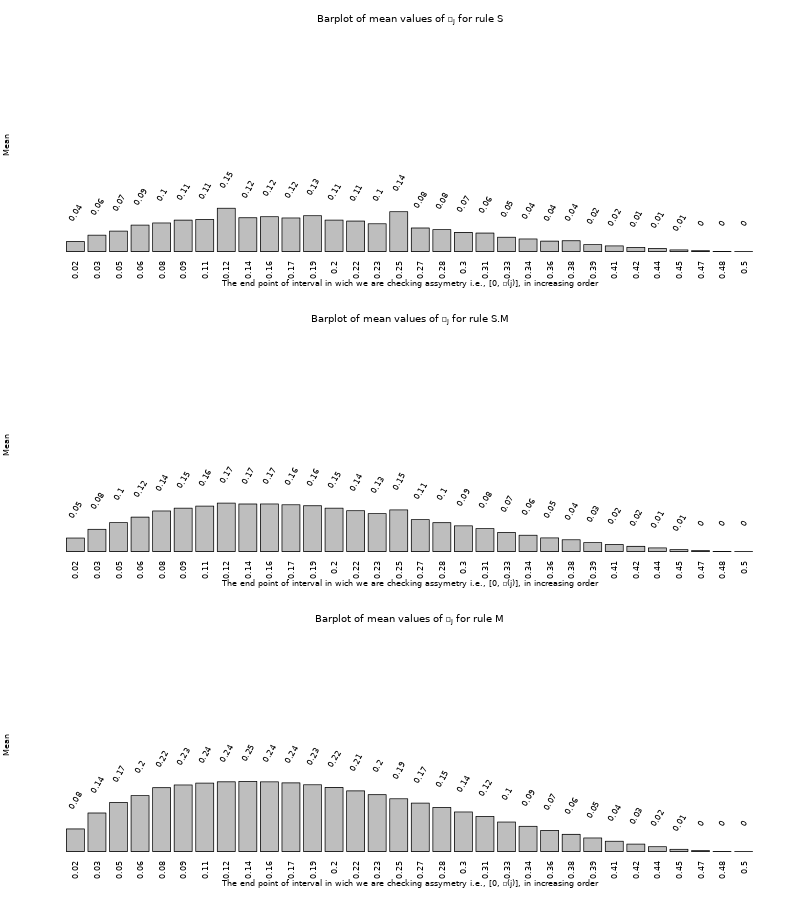 Barplot of mean values of □j for rule S
Mean
0.04 0.06 0.07 0.09 0.1 0.11 0.11 0.15 0.12 0.12 0.12 0.13 0.11 0.11 0.1 0.14 0.08 0.08 0.07 0.06 0.05 0.04 0.04 0.04 0.02 0.02 0.01 0.01 0.01 0 0 0
0.02 0.03 0.05 0.06 0.08 0.09 0.11 0.12 0.14 0.16 0.17 0.19 0.2 0.22 0.23 0.25 0.27 0.28 0.3 0.31 0.33 0.34 0.36 0.38 0.39 0.41 0.42 0.44 0.45 0.47 0.48 0.5
The end point of interval in wich we are checking assymetry i.e., [0, □(j)], in increasing order
Barplot of mean values of □j for rule S.M
Mean
0.05 0.08 0.1 0.12 0.14 0.15 0.16 0.17 0.17 0.17 0.16 0.16 0.15 0.14 0.13 0.15 0.11 0.1 0.09 0.08 0.07 0.06 0.05 0.04 0.03 0.02 0.02 0.01 0.01 0 0 0
0.02 0.03 0.05 0.06 0.08 0.09 0.11 0.12 0.14 0.16 0.17 0.19 0.2 0.22 0.23 0.25 0.27 0.28 0.3 0.31 0.33 0.34 0.36 0.38 0.39 0.41 0.42 0.44 0.45 0.47 0.48 0.5
The end point of interval in wich we are checking assymetry i.e., [0, □(j)], in increasing order
Barplot of mean values of □j for rule M
Mean
0.08 0.14 0.17 0.2 0.22 0.23 0.24 0.24 0.25 0.24 0.24 0.23 0.22 0.21 0.2 0.19 0.17 0.15 0.14 0.12 0.1 0.09 0.07 0.06 0.05 0.04 0.03 0.02 0.01 0 0 0
0.02 0.03 0.05 0.06 0.08 0.09 0.11 0.12 0.14 0.16 0.17 0.19 0.2 0.22 0.23 0.25 0.27 0.28 0.3 0.31 0.33 0.34 0.36 0.38 0.39 0.41 0.42 0.44 0.45 0.47 0.48 0.5
The end point of interval in wich we are checking assymetry i.e., [0, □(j)], in increasing order